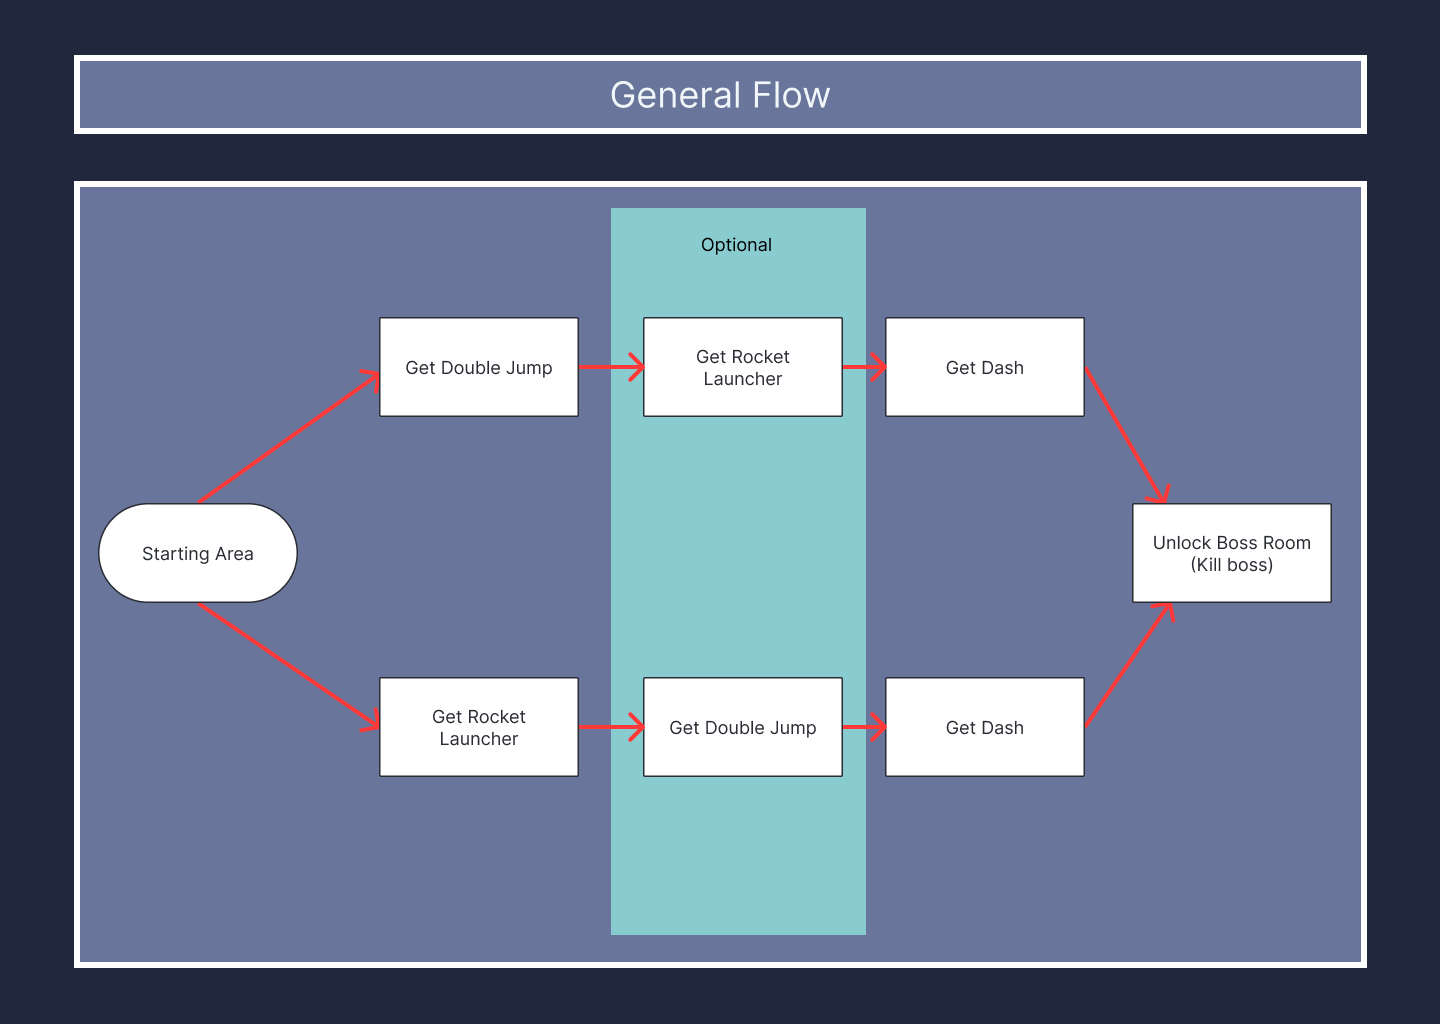 General Flow
Optional
Get Double Jump
Get Rocket
Launcher
Get Dash
Starting Area
Unlock Boss Room
(Kill boss)
Get Rocket
Launcher
Get Double Jump
Get Dash